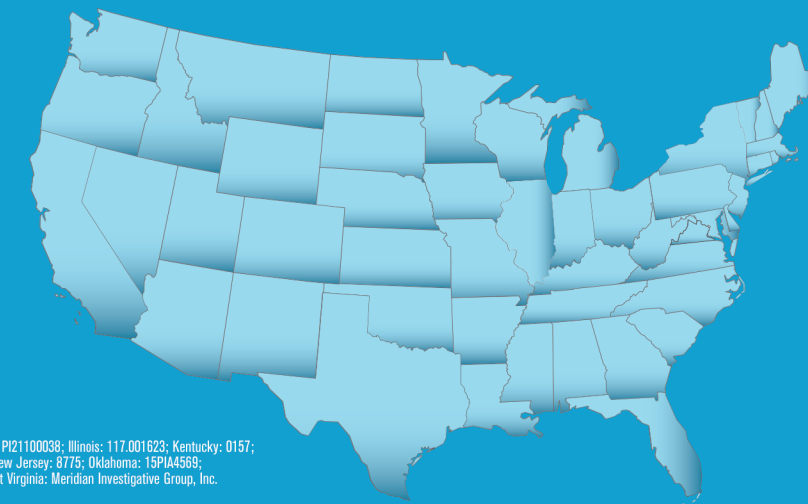 PI21100038; Illinois: 117.001623; Kentucky: 0157;
ew Jersey: 8775; Oklahoma: 15PIA4569;
t Virginia: Meridian Investigative Group, Inc.